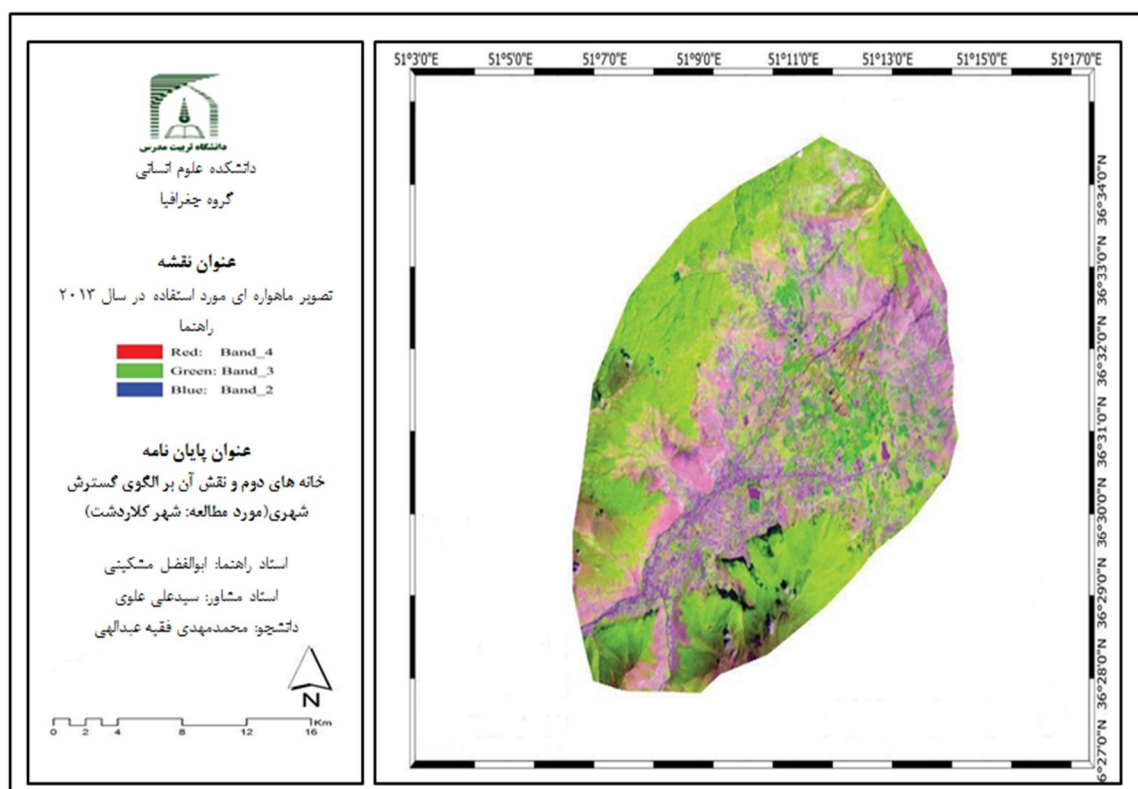 دانشگاه تربیت مدرس
دانشکده علوم انسانی
گروه جغرافیا
عنوان نقشه
تصویر ماهواره ای مورد استفاده در سال ۲۰۱۳
راهنما
Red: Band_4
Green: Band_3
Blue: Band_2
عنوان پایان نامه
خانه های دوم و نقش آن بر الگوی گسترش
شهری(مورد مطالعه: شهر کلاردشت)
استاد راهنما: ابوالفضل مشکینی
استاد مشاور: سیدعلی علوی
دانشجو: محمدمهدی فقیه عبدالهی
N
Km
0 2 4 8 12 16
51°3'0"E 51°5'0"E 51°7'0"E 51°9'0"E 51°11'0"E 51°13'0"E 51°15'0"E 51°17'0"E
36°34'0"N
36°33'0"N
36°32'0"N
36°31'0"N
36°30'0"N
36°29'0"N
36°28'0"N
36°27'0"N